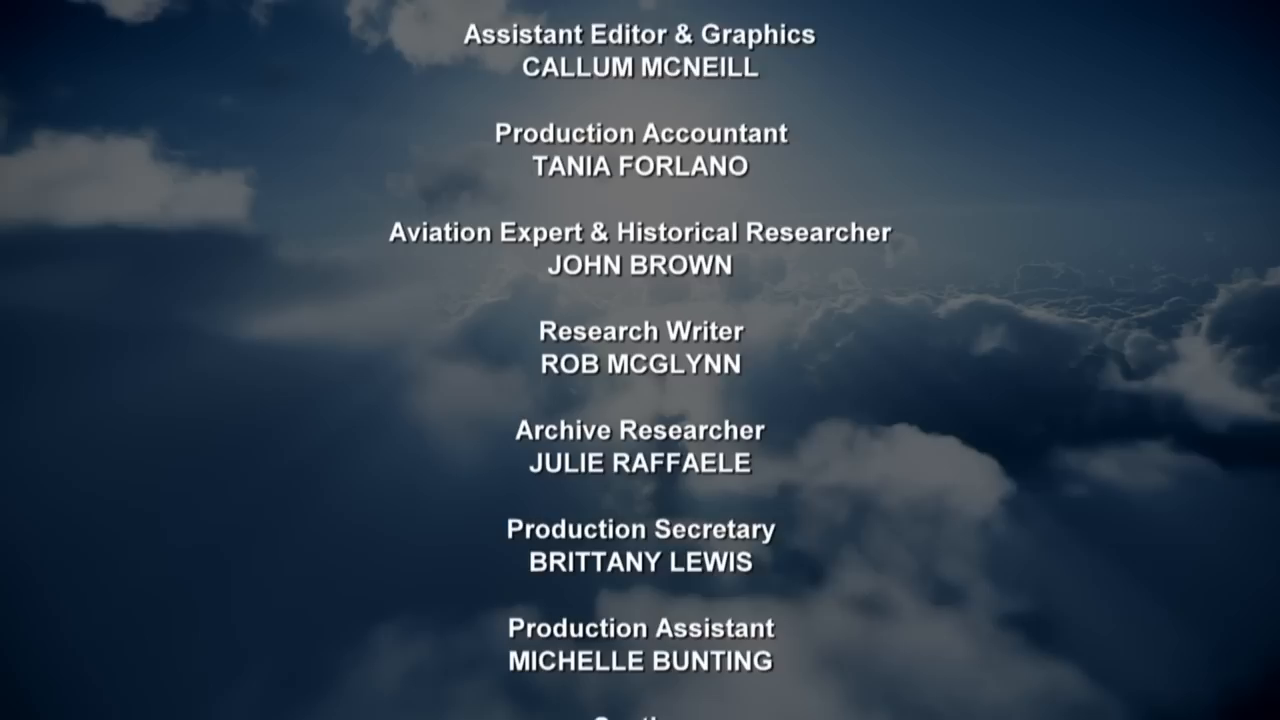 Assistant Editor & Graphics
CALLUM MCNEILL
Production Accountant
TANIA FORLANO
Aviation Expert & Historical Researcher
JOHN BROWN
Research Writer
ROB MCGLYNN
Archive Researcher
JULIE RAFFAELE
Production Secretary
BRITTANY LEWIS
Production Assistant
MICHELLE BUNTING